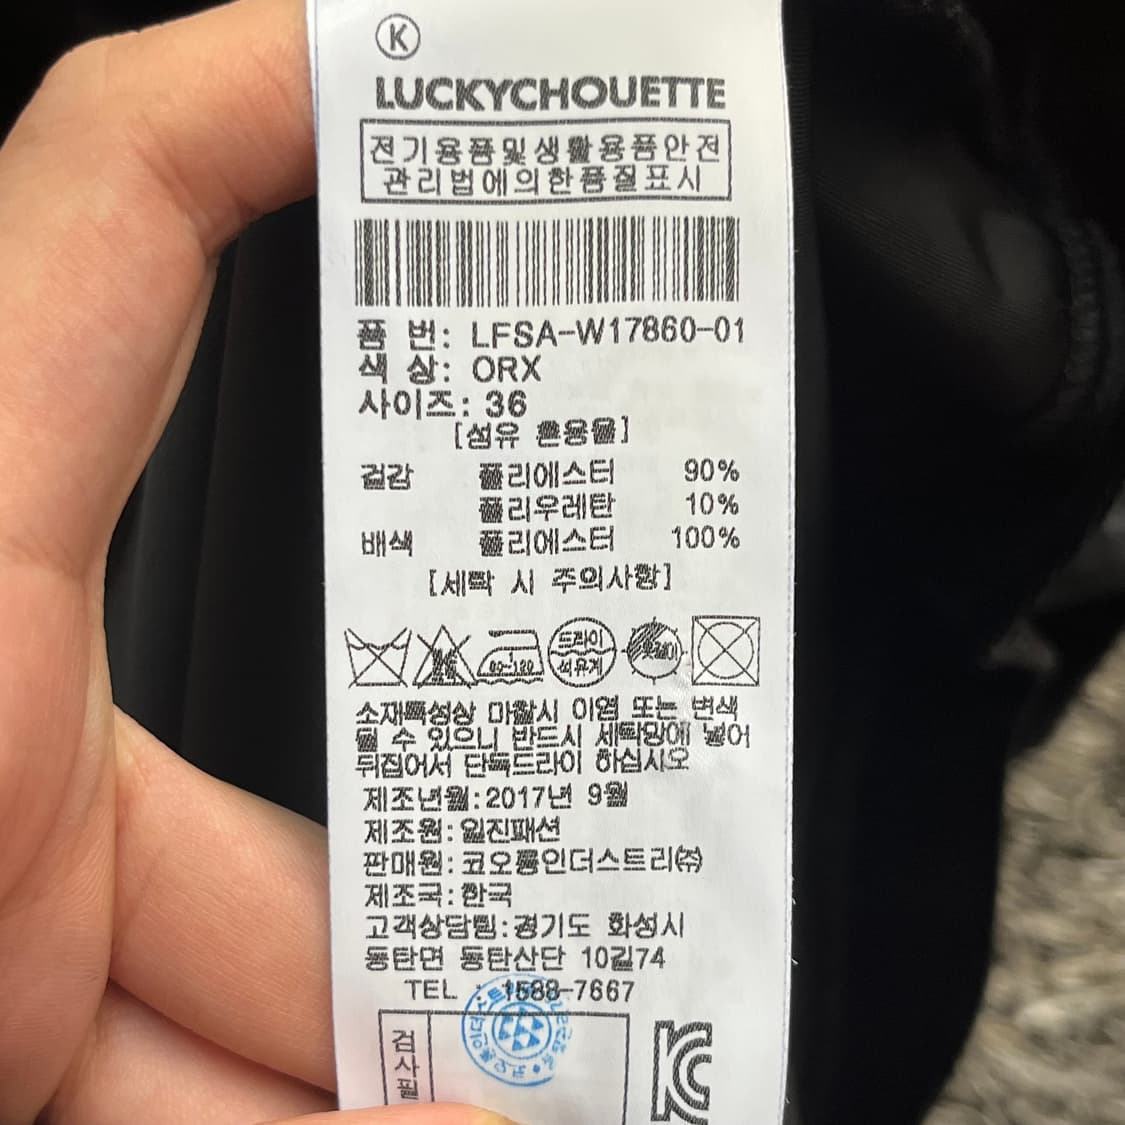 K
LUCKYCHOUETTE
전기용품및생활용품안전
관리법에의한품질표시
품 번: LFSA-W17860-01
색 상: ORX
사이즈: 36
[섬유 혼용율]
겉감 폴리에스터 90%
폴리우레탄 10%
배색 폴리에스터 100%
[세탁 시 주의사항]
80~120
드라이
석유계
소재특성상 마찰시 이염 또는 변색
될 수 있으니 반드시 세탁망에 넣어
뒤집어서 단독드라이 하십시오
제조년월:2017년 9월
제조원:일진패션
판매원:코오롱인더스트리㈜
제조국:한국
고객상담팀:경기도 화성시
동탄면 동탄산단 10길74
TEL : 1588-7667
검사필
KC